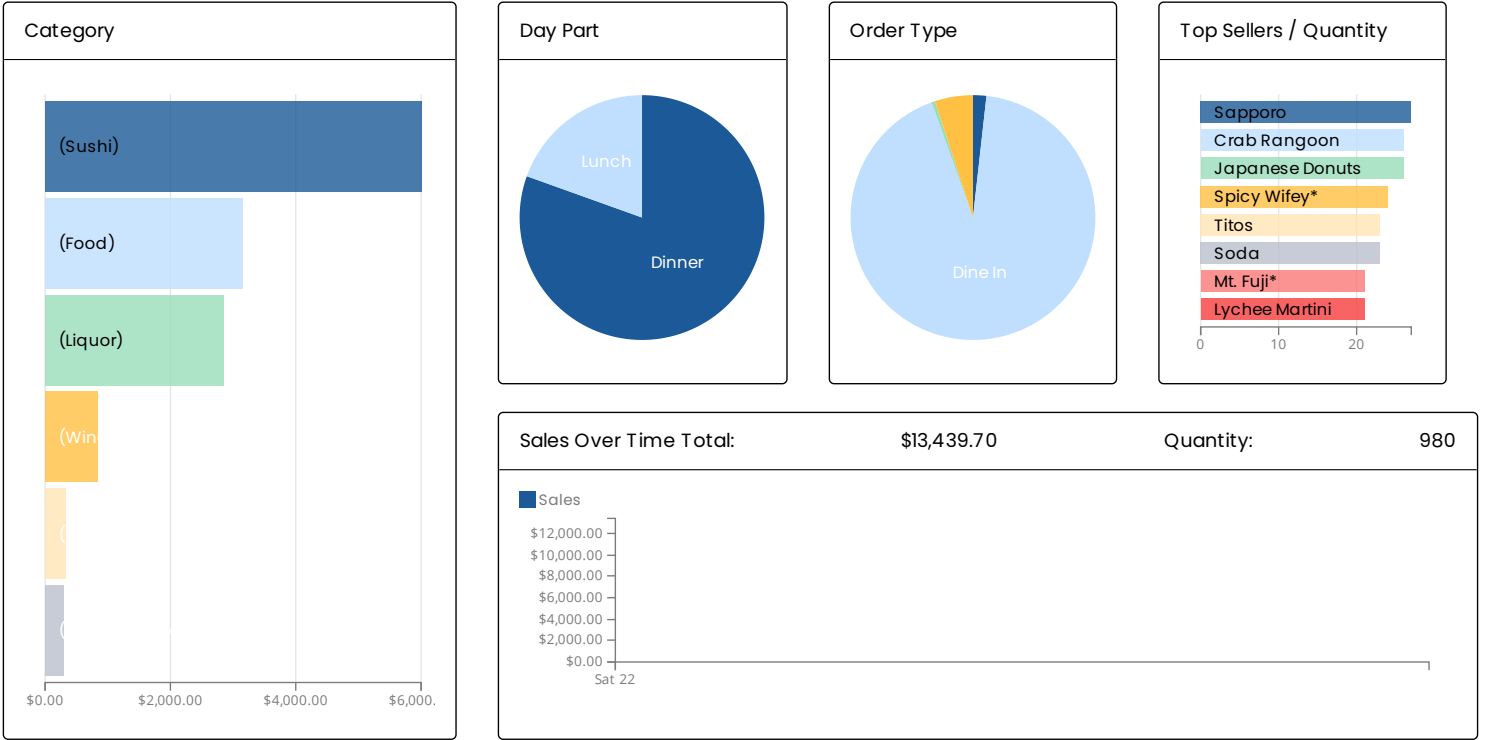 Category
(Sushi)
(Food)
(Liquor)
(Win
(
(
$0.00 $2,000.00 $4,000.00 $6,000.
Day Part
Lunch
Dinner
Order Type
Dine In
Top Sellers / Quantity
Sapporo
Crab Rangoon
Japanese Donuts
Spicy Wifey*
Titos
Soda
Mt. Fuji*
Lychee Martini
0 10 20
Sales Over Time Total: $13,439.70 Quantity: 980
Sales
$12,000.00
$10,000.00
$8,000.00
$6,000.00
$4,000.00
$2,000.00
$0.00
Sat 22